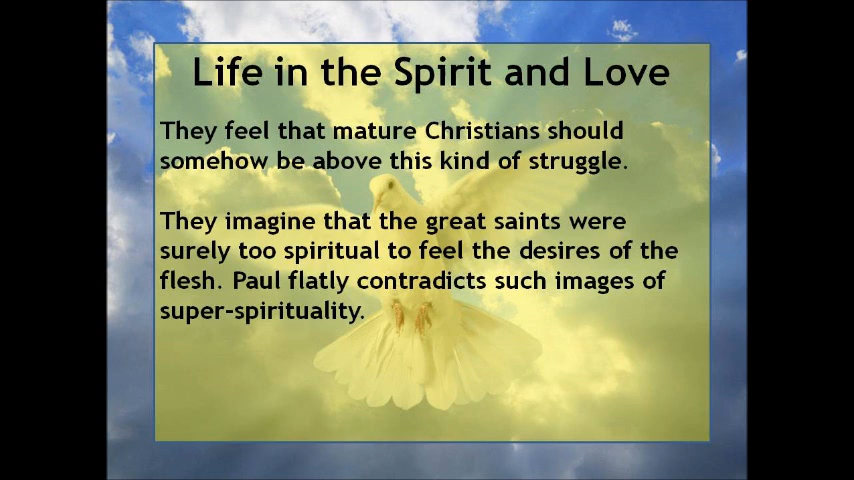 Life in the Spirit and Love
They feel that mature Christians should
somehow be above this kind of struggle.
They imagine that the great saints were
surely too spiritual to feel the desires of the
flesh. Paul flatly contradicts such images of
super-spirituality.